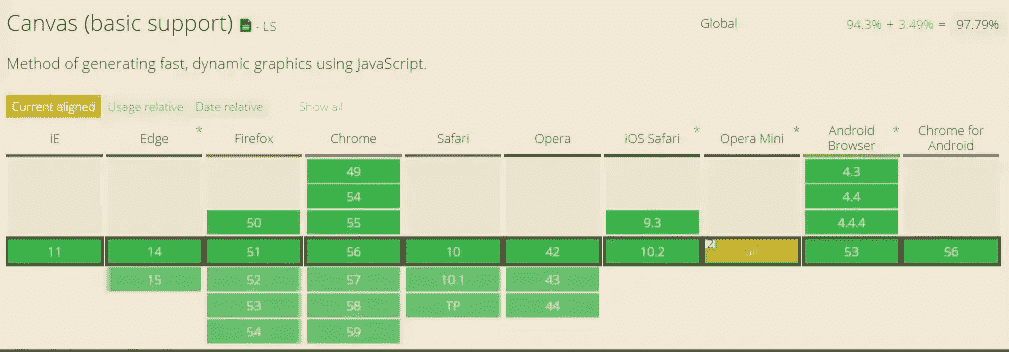 Canvas (basic support) - LS
Global 94.3% + 3.49% = 97.79%
Method of generating fast, dynamic graphics using JavaScript.
Current aligned Usage relative Date relative Show all
IE Edge * Firefox Chrome Safari Opera iOS Safari * Opera Mini * Android Browser * Chrome for Android
49 4.3
54 4.4
50 55 9.3 4.4.4
11 14 51 56 10 42 10.2 53 56
15 52 57 10.1 43
53 58 TP 44
54 59